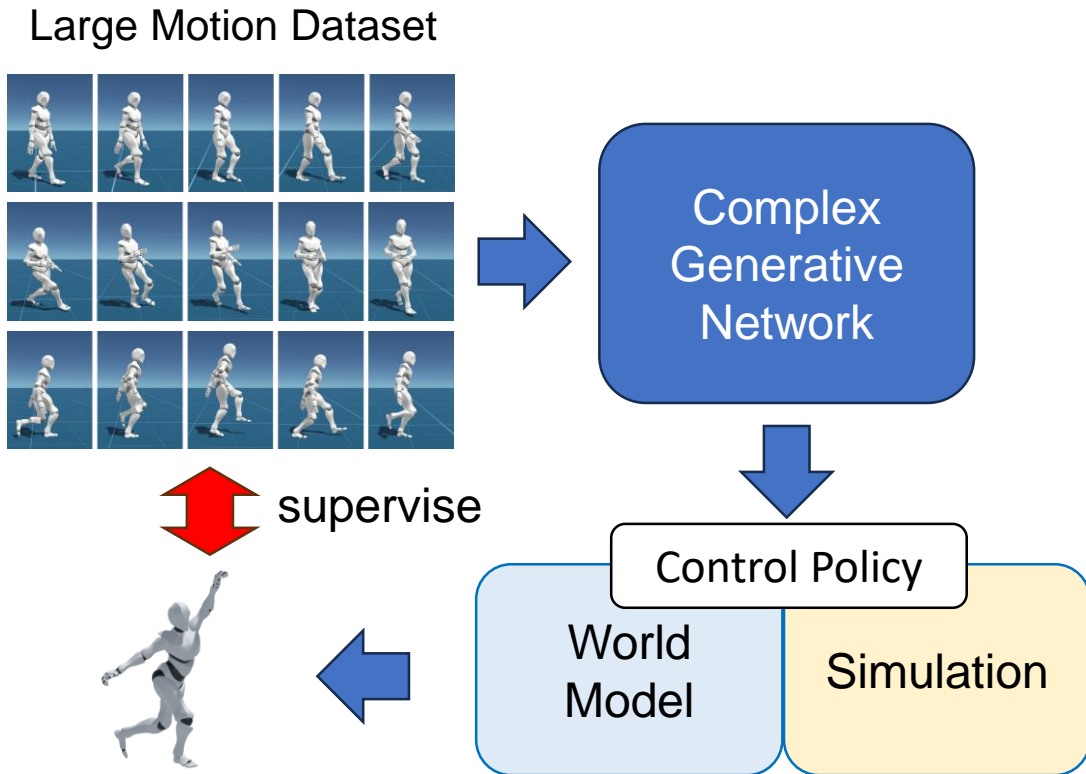 Large Motion Dataset
Complex
Generative
Network
supervise
Control Policy
World
Model
Simulation